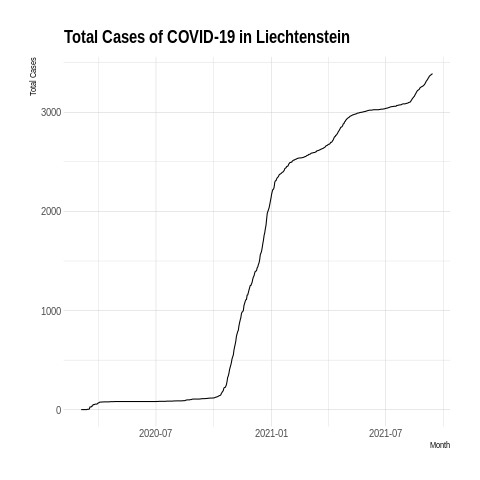 Total Cases of COVID-19 in Liechtenstein
Total Cases
3000
2000
1000
0
2020-07
2021-01
2021-07
Month